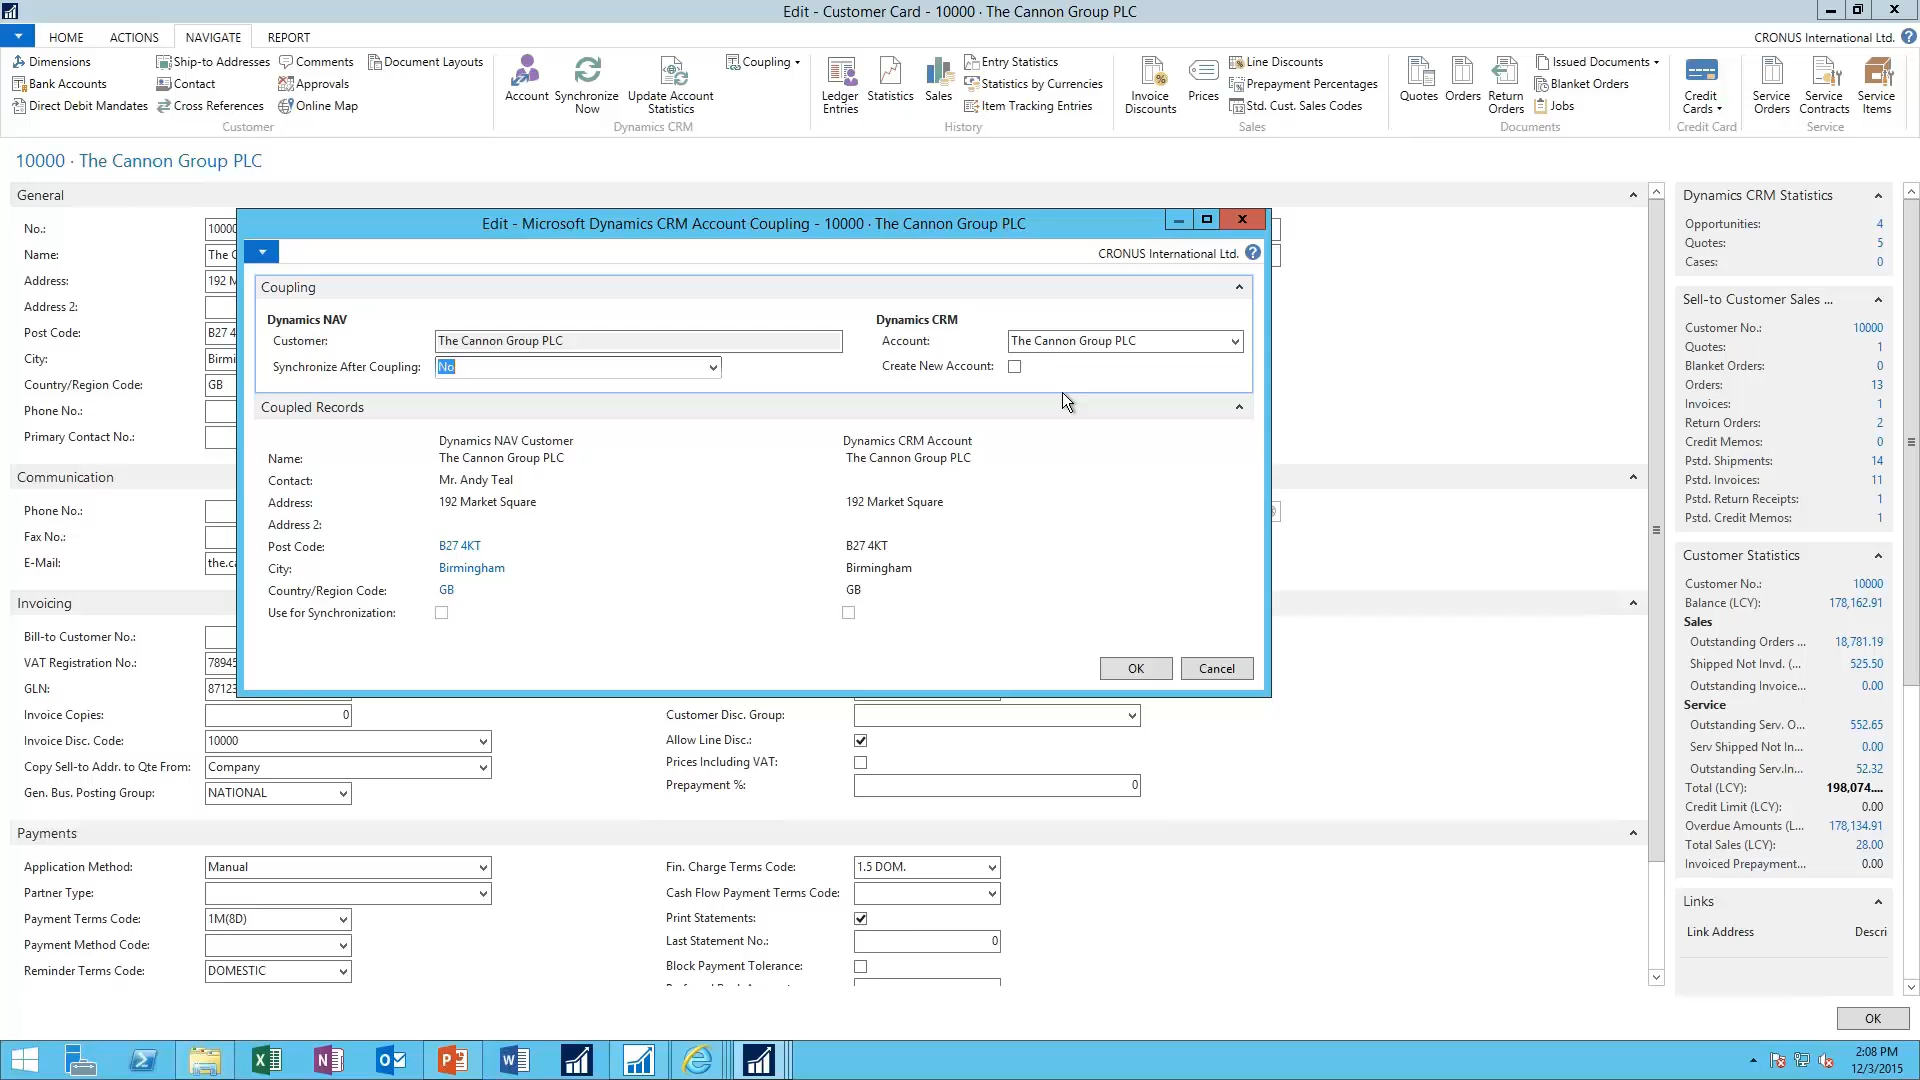 Edit - Customer Card - 10000 · The Cannon Group PLC
HOME ACTIONS NAVIGATE REPORT
CRONUS International Ltd.
Dimensions
Bank Accounts
Direct Debit Mandates
Ship-to Addresses
Contact
Cross References
Comments
Approvals
Online Map
Document Layouts
Customer
Account
Synchronize Now
Update Account Statistics
Coupling
Dynamics CRM
Ledger Entries
Statistics
Sales
Entry Statistics
Statistics by Currencies
Item Tracking Entries
History
Invoice Discounts
Prices
Line Discounts
Prepayment Percentages
Std. Cust. Sales Codes
Sales
Quotes
Orders
Return Orders
Issued Documents
Blanket Orders
Jobs
Documents
Credit Cards
Credit Card
Service Orders
Service Contracts
Service Items
Service
10000 · The Cannon Group PLC
General
No.: 10000
Name: The C
Address: 192 M
Address 2:
Post Code: B27 4
City: Birmi
Country/Region Code: GB
Phone No.:
Primary Contact No.:
Communication
Phone No.:
Fax No.:
E-Mail: the.ca
Invoicing
Bill-to Customer No.:
VAT Registration No.: 78945
GLN: 87123
Invoice Copies: 0
Invoice Disc. Code: 10000
Copy Sell-to Addr. to Qte From: Company
Gen. Bus. Posting Group: NATIONAL
Customer Disc. Group:
Allow Line Disc.:
Prices Including VAT:
Prepayment %: 0
Payments
Application Method: Manual
Partner Type:
Payment Terms Code: 1M(8D)
Payment Method Code:
Reminder Terms Code: DOMESTIC
Fin. Charge Terms Code: 1.5 DOM.
Cash Flow Payment Terms Code:
Print Statements:
Last Statement No.: 0
Block Payment Tolerance:
Edit - Microsoft Dynamics CRM Account Coupling - 10000 · The Cannon Group PLC
CRONUS International Ltd.
Coupling
Dynamics NAV
Customer: The Cannon Group PLC
Synchronize After Coupling: No
Dynamics CRM
Account: The Cannon Group PLC
Create New Account:
Coupled Records
Dynamics NAV Customer Dynamics CRM Account
Name: The Cannon Group PLC The Cannon Group PLC
Contact: Mr. Andy Teal
Address: 192 Market Square 192 Market Square
Address 2:
Post Code: B27 4KT B27 4KT
City: Birmingham Birmingham
Country/Region Code: GB GB
Use for Synchronization:
OK Cancel
Dynamics CRM Statistics
Opportunities: 4
Quotes: 5
Cases: 0
Sell-to Customer Sales ...
Customer No.: 10000
Quotes: 1
Blanket Orders: 0
Orders: 13
Invoices: 1
Return Orders: 2
Credit Memos: 0
Pstd. Shipments: 14
Pstd. Invoices: 11
Pstd. Return Receipts: 1
Pstd. Credit Memos: 1
Customer Statistics
Customer No.: 10000
Balance (LCY): 178,162.91
Sales
Outstanding Orders ... 18,781.19
Shipped Not Invd. (... 525.50
Outstanding Invoice... 0.00
Service
Outstanding Serv. O... 552.65
Serv Shipped Not In... 0.00
Outstanding Serv.In... 52.32
Total (LCY): 198,074....
Credit Limit (LCY): 0.00
Overdue Amounts (L... 178,134.91
Total Sales (LCY): 28.00
Invoiced Prepayment... 0.00
Links
Link Address Descri
OK
2:08 PM
12/3/2015